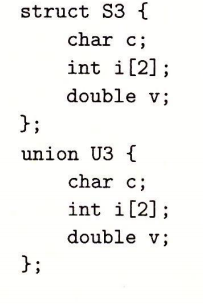 struct S3 {
    char c;
    int i[2];
    double v;
};
union U3 {
    char c;
    int i[2];
    double v;
};